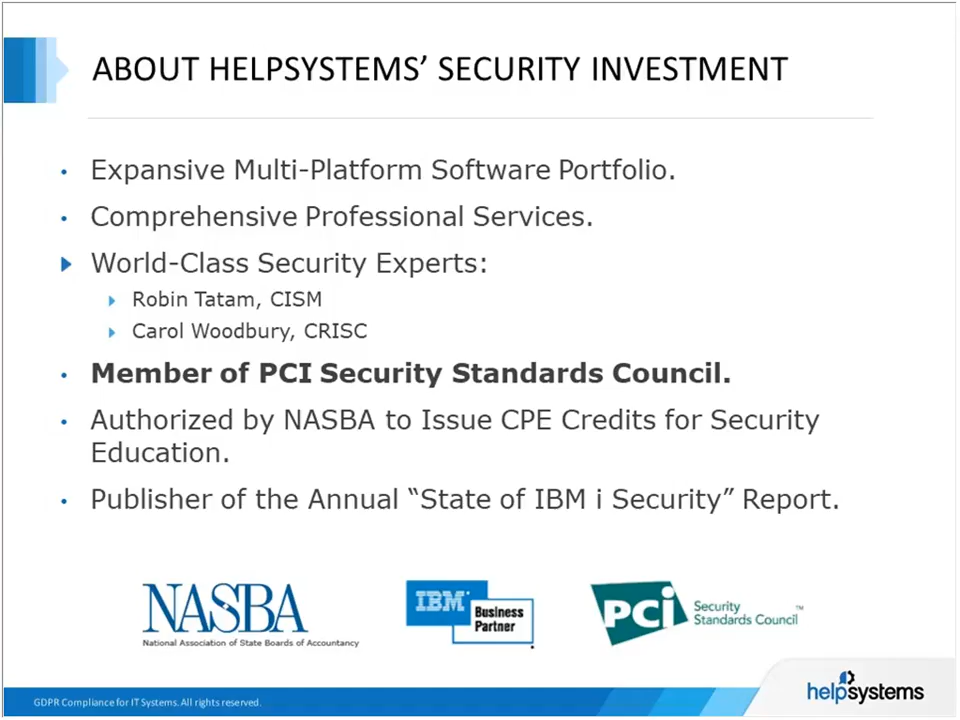 ABOUT HELPSYSTEMS’ SECURITY INVESTMENT
Expansive Multi-Platform Software Portfolio.
Comprehensive Professional Services.
World-Class Security Experts:
Robin Tatam, CISM
Carol Woodbury, CRISC
Member of PCI Security Standards Council.
Authorized by NASBA to Issue CPE Credits for Security
Education.
Publisher of the Annual “State of IBM i Security” Report.
NASBA
National Association of State Boards of Accountancy
IBM
Business
Partner
PCi
Security
Standards Council™
GDPR Compliance for IT Systems. All rights reserved.
helpsystems